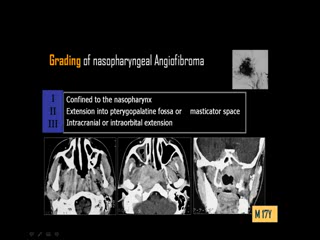 Grading of nasopharyngeal Angiofibroma
I Confined to the nasopharynx
II Extension into pterygopalatine fossa or masticator space
III Intracranial or intraorbital extension
M 17Y